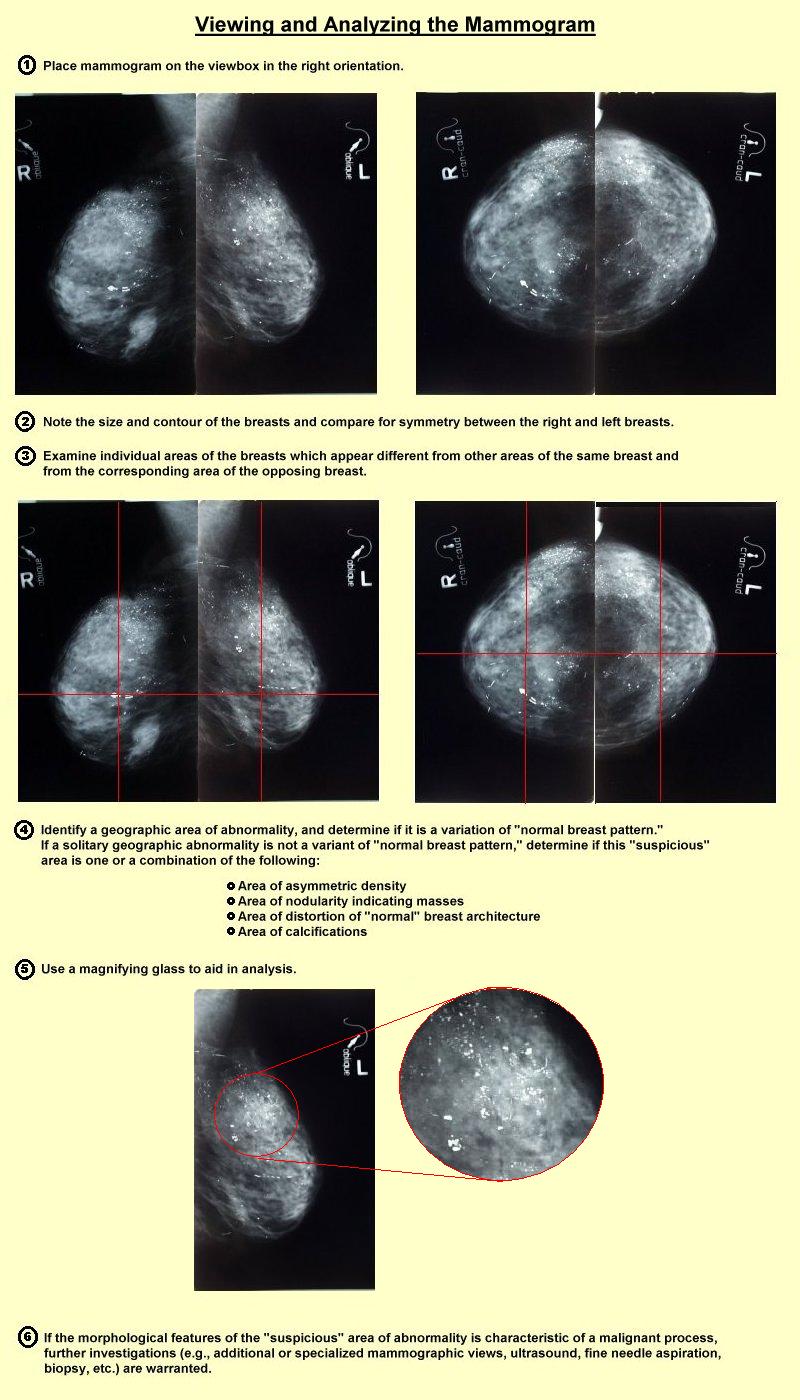 Viewing and Analyzing the Mammogram
1 Place mammogram on the viewbox in the right orientation.
R oblique
oblique L
R cran-caud
cran-caud L
2 Note the size and contour of the breasts and compare for symmetry between the right and left breasts.
3 Examine individual areas of the breasts which appear different from other areas of the same breast and
from the corresponding area of the opposing breast.
R oblique
oblique L
R cran-caud
cran-caud L
4 Identify a geographic area of abnormality, and determine if it is a variation of "normal breast pattern."
If a solitary geographic abnormality is not a variant of "normal breast pattern," determine if this "suspicious"
area is one or a combination of the following:
Area of asymmetric density
Area of nodularity indicating masses
Area of distortion of "normal" breast architecture
Area of calcifications
5 Use a magnifying glass to aid in analysis.
oblique L
6 If the morphological features of the "suspicious" area of abnormality is characteristic of a malignant process,
further investigations (e.g., additional or specialized mammographic views, ultrasound, fine needle aspiration,
biopsy, etc.) are warranted.